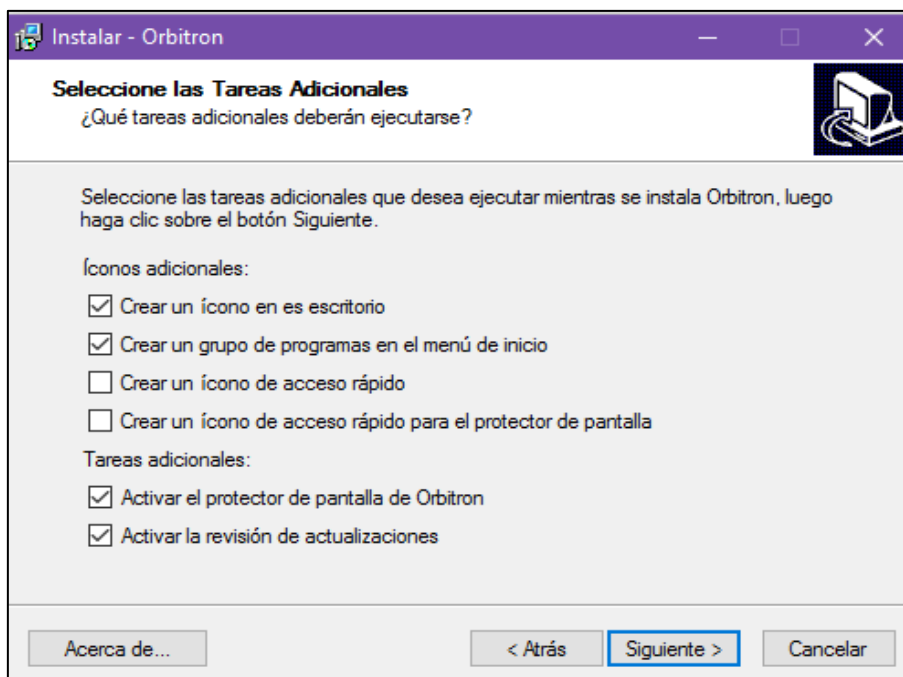 Instalar - Orbitron
Seleccione las Tareas Adicionales
¿Qué tareas adicionales deberán ejecutarse?
Seleccione las tareas adicionales que desea ejecutar mientras se instala Orbitron, luego
haga clic sobre el botón Siguiente.
Íconos adicionales:
Crear un ícono en es escritorio
Crear un grupo de programas en el menú de inicio
Crear un ícono de acceso rápido
Crear un ícono de acceso rápido para el protector de pantalla
Tareas adicionales:
Activar el protector de pantalla de Orbitron
Activar la revisión de actualizaciones
Acerca de... < Atrás Siguiente > Cancelar